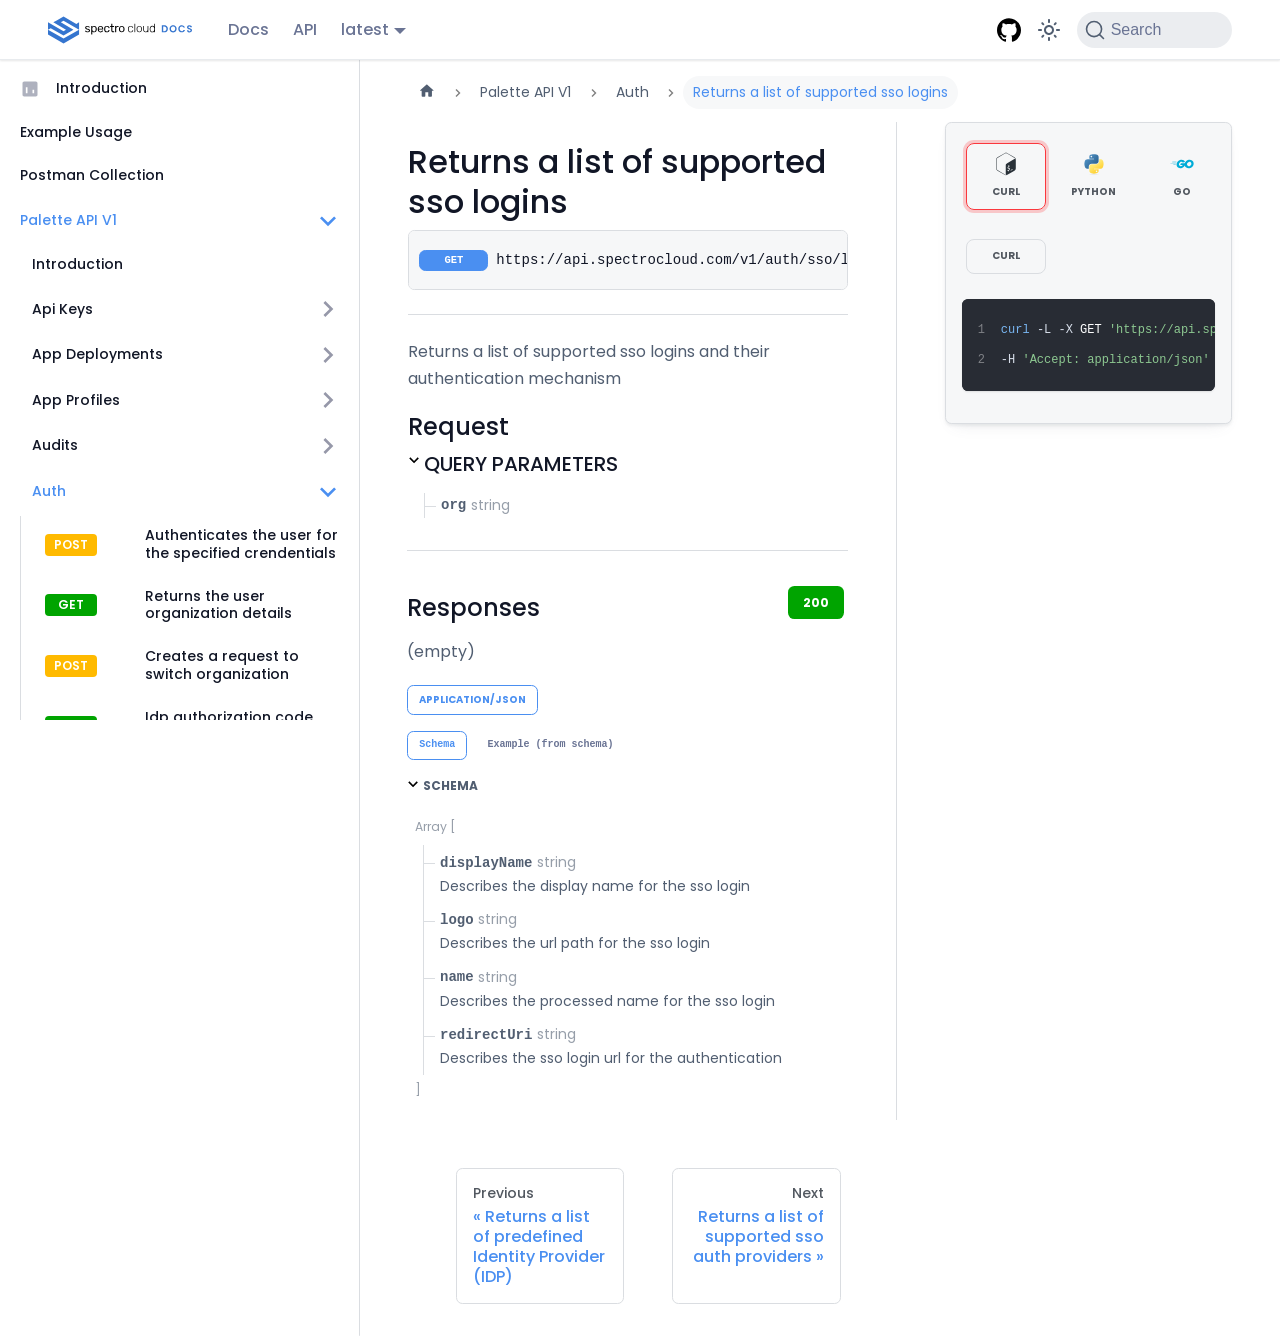 spectro cloud DOCS
Docs
API
latest
Search
Introduction
Example Usage
Postman Collection
Palette API V1
Introduction
Api Keys
App Deployments
App Profiles
Audits
Auth
POST Authenticates the user for
the specified crendentials
GET Returns the user
organization details
POST Creates a request to
switch organization
Idp authorization code
Palette API V1
Auth
Returns a list of supported sso logins
Returns a list of supported
sso logins
GET https://api.spectrocloud.com/v1/auth/sso/l
Returns a list of supported sso logins and their
authentication mechanism
Request
QUERY PARAMETERS
org string
Responses
200
(empty)
APPLICATION/JSON
Schema
Example (from schema)
SCHEMA
Array [
displayName string
Describes the display name for the sso login
logo string
Describes the url path for the sso login
name string
Describes the processed name for the sso login
redirectUri string
Describes the sso login url for the authentication
]
Previous
« Returns a list
of predefined
Identity Provider
(IDP)
Next
Returns a list of
supported sso
auth providers »
CURL
PYTHON
GO
GO
CURL
1 curl -L -X GET 'https://api.sp
2 -H 'Accept: application/json'